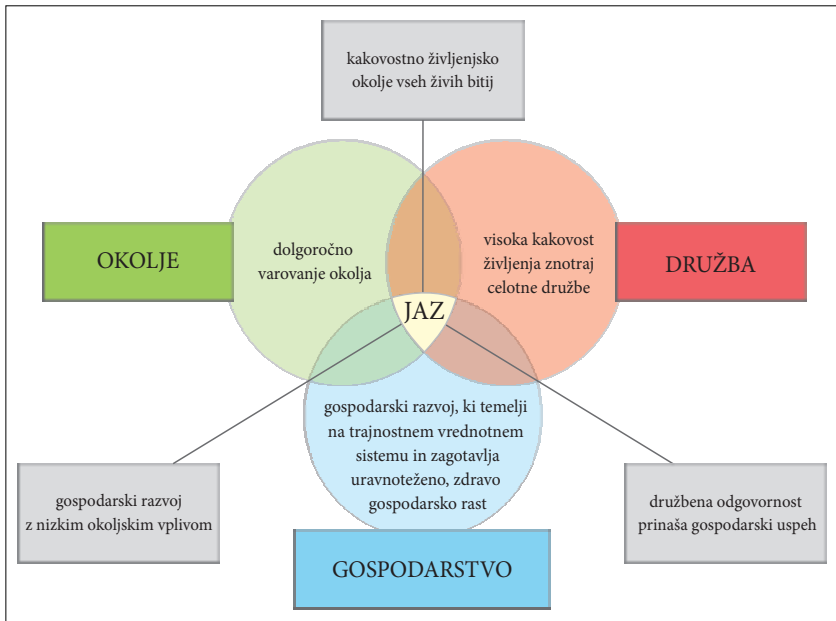 kakovostno življenjsko
okolje vseh živih bitij
OKOLJE
dolgoročno
varovanje okolja
visoka kakovost
življenja znotraj
celotne družbe
DRUŽBA
JAZ
gospodarski razvoj, ki temelji
na trajnostnem vrednotnem
sistemu in zagotavlja
uravnoteženo, zdravo
gospodarsko rast
gospodarski razvoj
z nizkim okoljskim vplivom
družbena odgovornost
prinaša gospodarski uspeh
GOSPODARSTVO